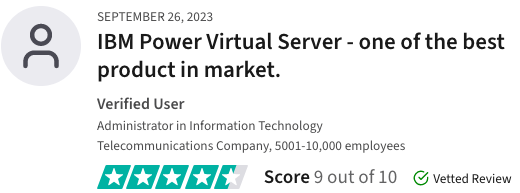 SEPTEMBER 26, 2023
IBM Power Virtual Server - one of the best
product in market.
Verified User
Administrator in Information Technology
Telecommunications Company, 5001-10,000 employees
Score 9 out of 10 Vetted Review